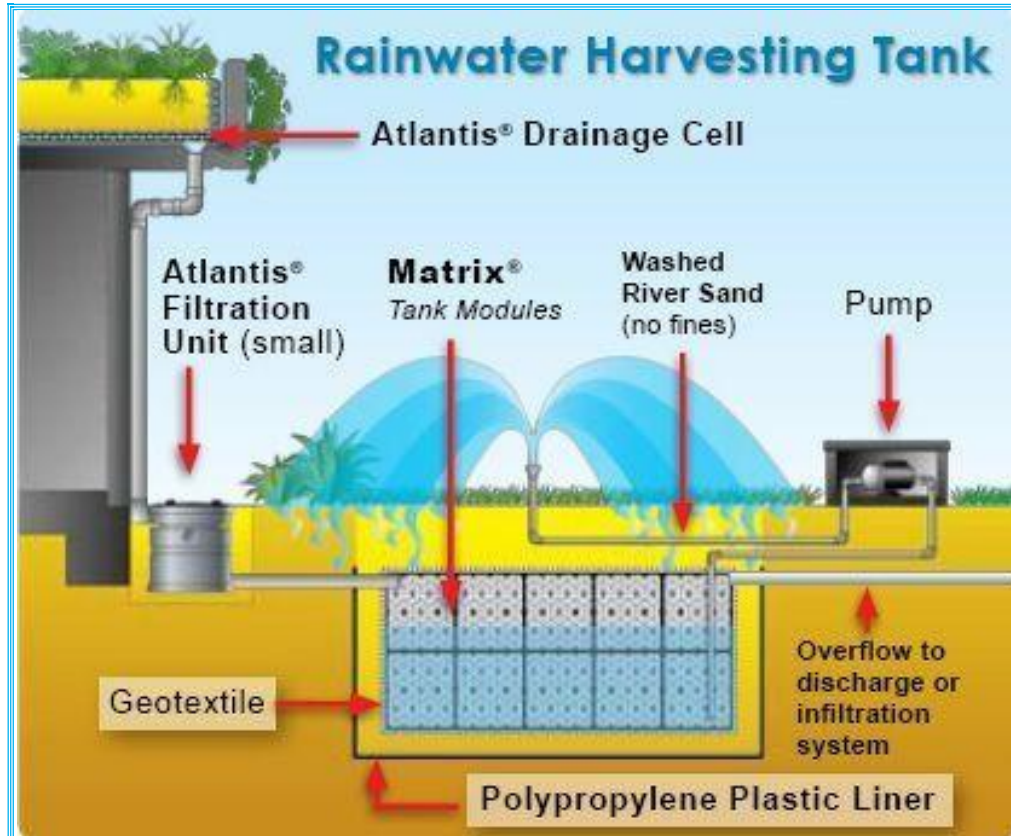 Rainwater Harvesting Tank
Atlantis® Drainage Cell
Atlantis®
Filtration
Unit (small)
Matrix®
Tank Modules
Washed
River Sand
(no fines)
Pump
Geotextile
Overflow to
discharge or
infiltration
system
Polypropylene Plastic Liner